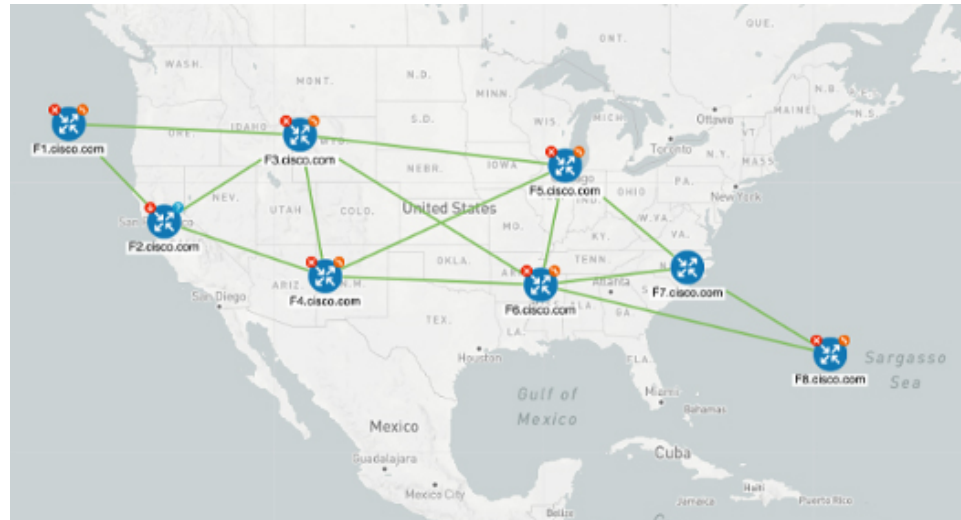 QUE.
ONT.
WASH.
N.D.
MONT.
MINN.
N.B.
Ottawa
MAINE
N.S.
S.D.
WIS.
MICH
ORE.
IDAHO
VT.
Toronto
F1.cisco.com
F3.cisco.com
N.Y.
MASS
IOWA
NEBR.
PA.
F5.cisco.com
OHIO
New York
NEV.
UTAH
COLO.
United States
IND.
W.VA.
MO.
KY.
VA.
F2.cisco.com
OKLA.
TENN.
ARIZ.
N.M.
Atlanta
F4.cisco.com
F7.cisco.com
San Diego
F6.cisco.com
ALA.
GA.
TEX.
LA.
Houston
FLA.
Sargasso
Sea
F8.cisco.com
Gulf of
Mexico
Miami
Bahamas
Mexico
Cuba
Guadalajara
Haiti
Mexico City
Jamaica
Puerto Rico
Belize